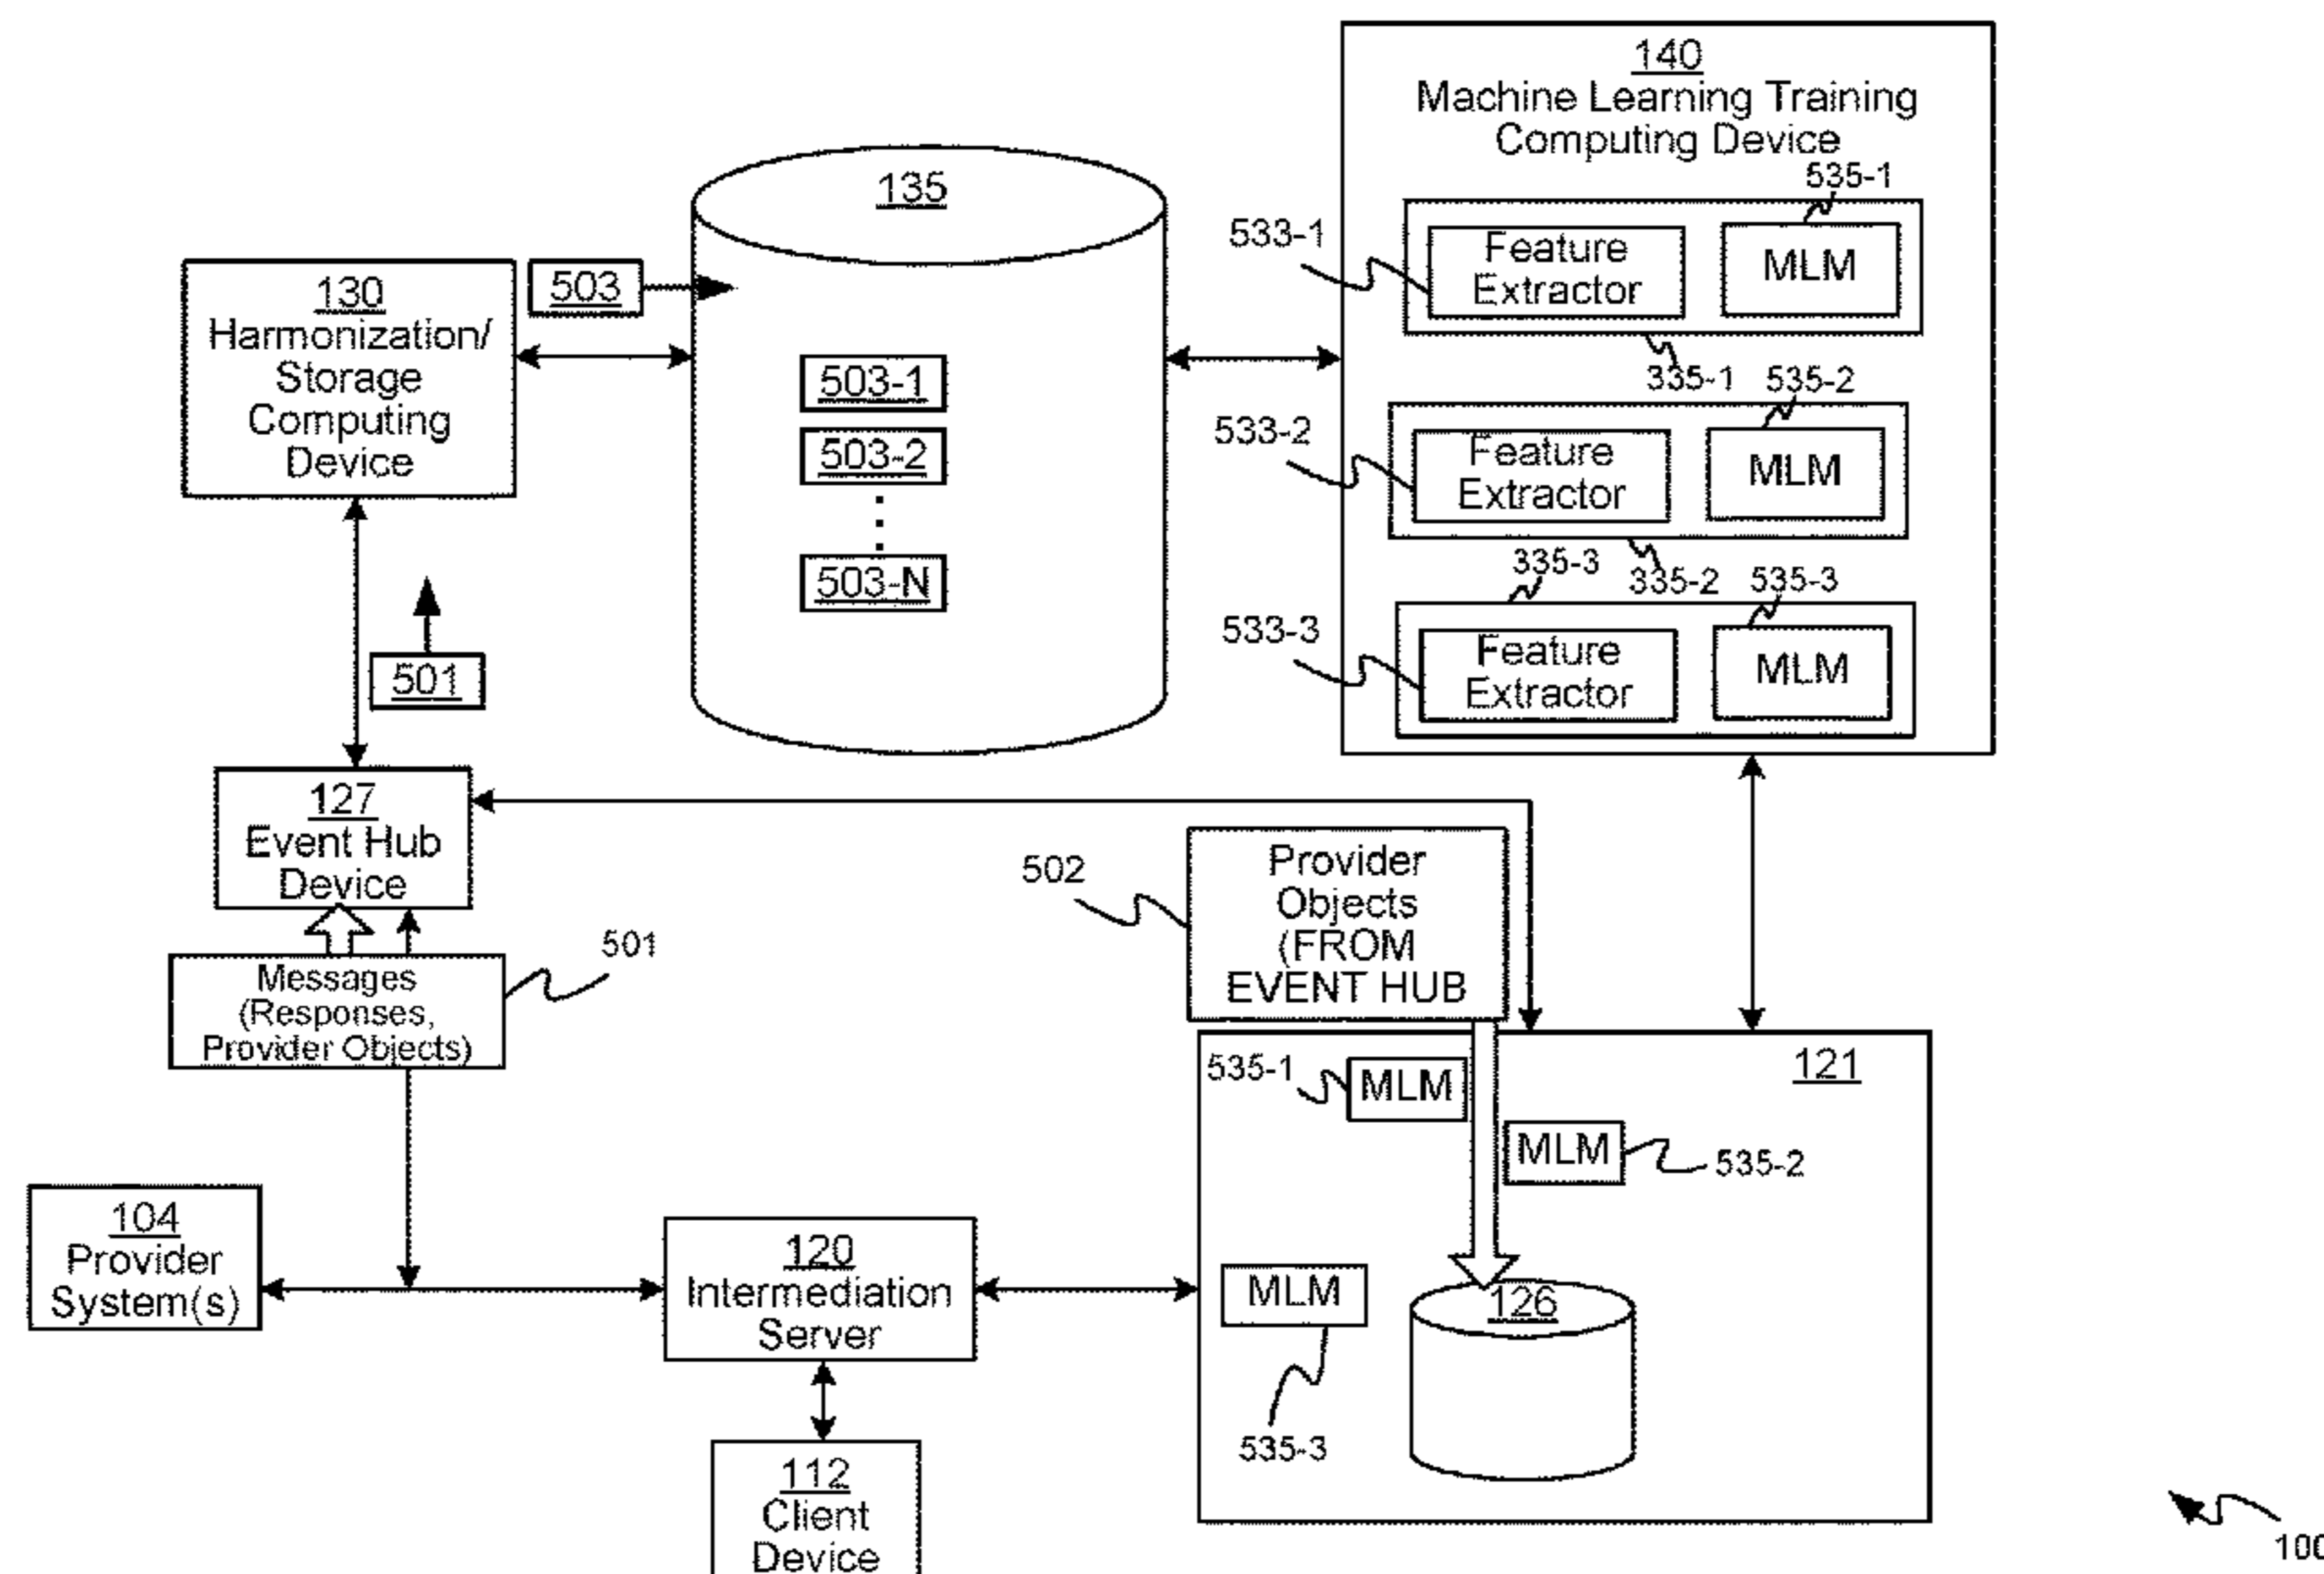 140
Machine Learning Training
Computing Device
535-1
533-1
Feature
Extractor
MLM
335-1
535-2
533-2
Feature
Extractor
MLM
335-3
335-2
535-3
533-3
Feature
Extractor
MLM
135
503
503-1
503-2
503-N
130
Harmonization/
Storage
Computing
Device
501
127
Event Hub
Device
Messages
(Responses,
Provider Objects)
501
502
Provider
Objects
(FROM
EVENT HUB
121
535-1
MLM
MLM
535-2
MLM
535-3
126
104
Provider
System(s)
120
Intermediation
Server
112
Client
Device
100